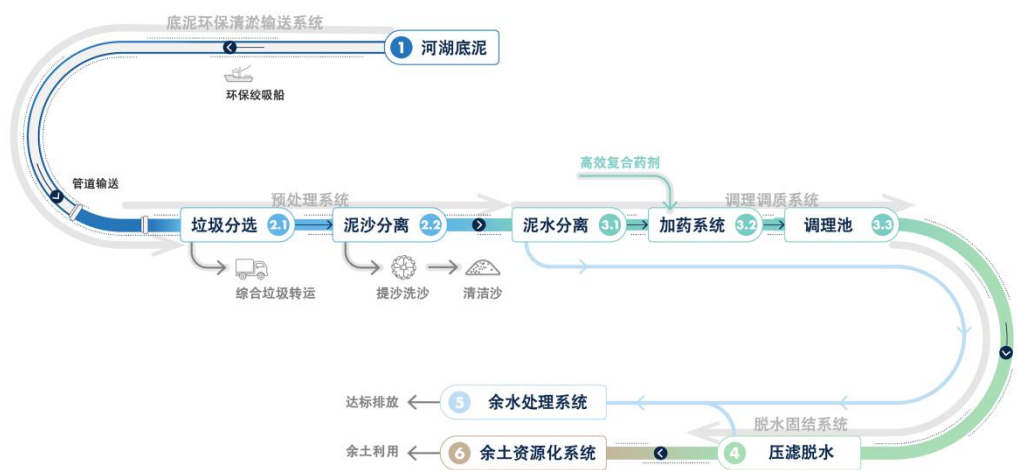 底泥环保清淤输送系统
1 河湖底泥
环保绞吸船
管道输送
预处理系统
高效复合药剂
调理调质系统
垃圾分选 2.1
泥沙分离 2.2
泥水分离 3.1
加药系统 3.2
调理池 3.3
综合垃圾转运
提沙洗沙
清洁沙
达标排放
5 余水处理系统
脱水固结系统
余土利用
6 余土资源化系统
4 压滤脱水